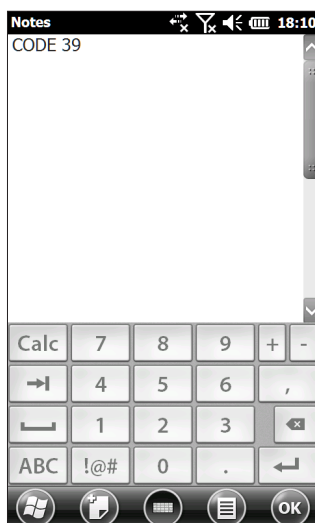 Notes 18:10
CODE 39
Calc 7 8 9 + -
4 5 6 ,
1 2 3
ABC !@# 0 .
OK